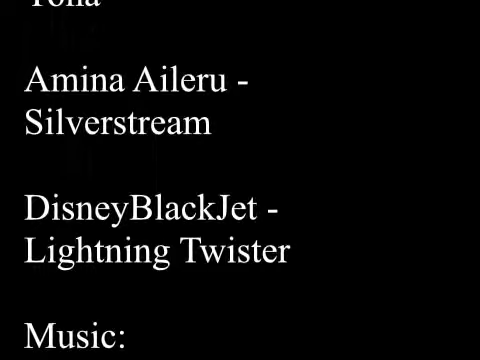 Amina Aileru -
Silverstream
DisneyBlackJet -
Lightning Twister
Music: